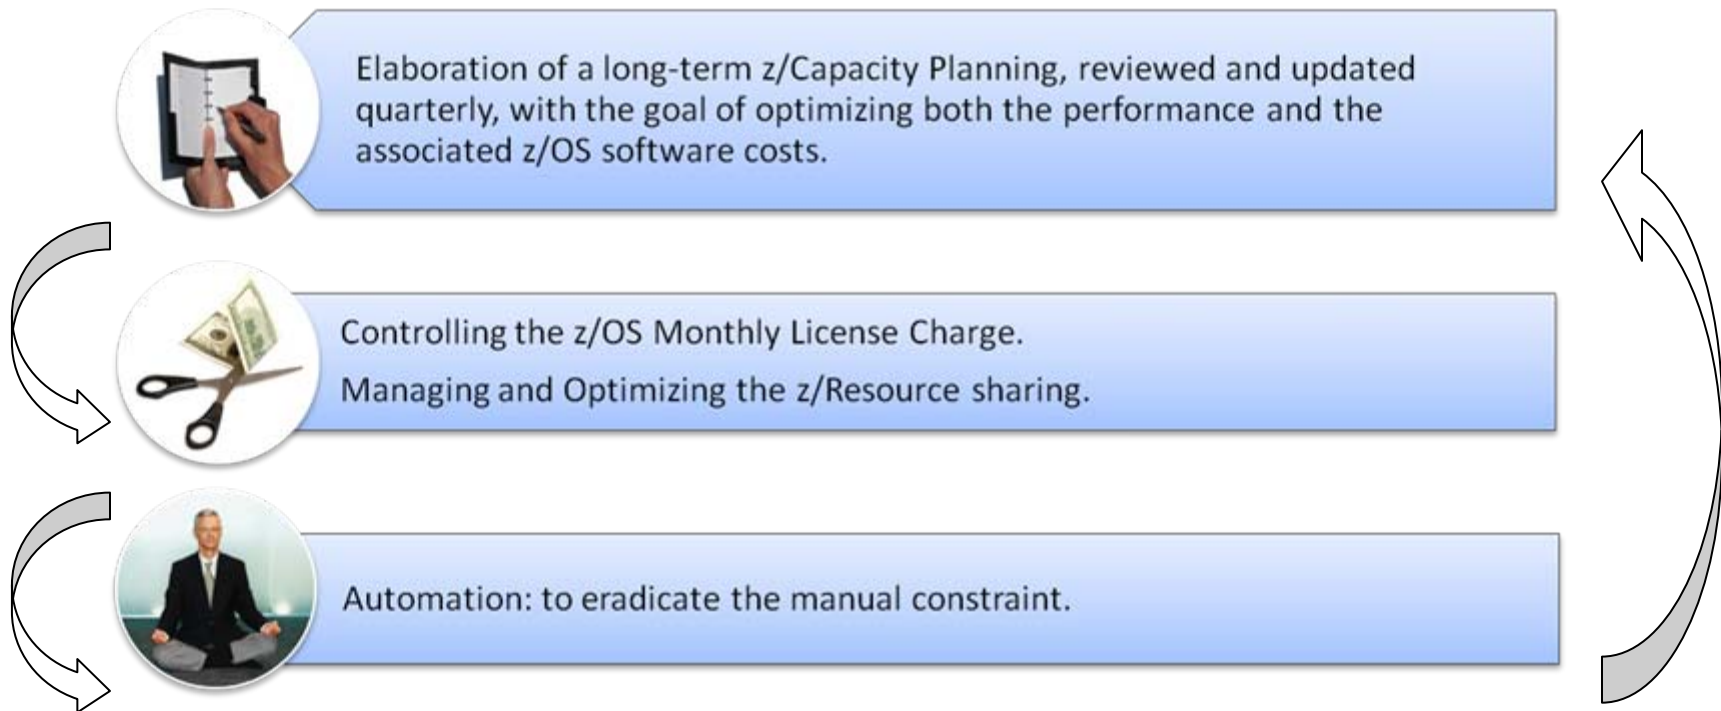 Elaboration of a long-term z/Capacity Planning, reviewed and updated
quarterly, with the goal of optimizing both the performance and the
associated z/OS software costs.
Controlling the z/OS Monthly License Charge.
Managing and Optimizing the z/Resource sharing.
Automation: to eradicate the manual constraint.